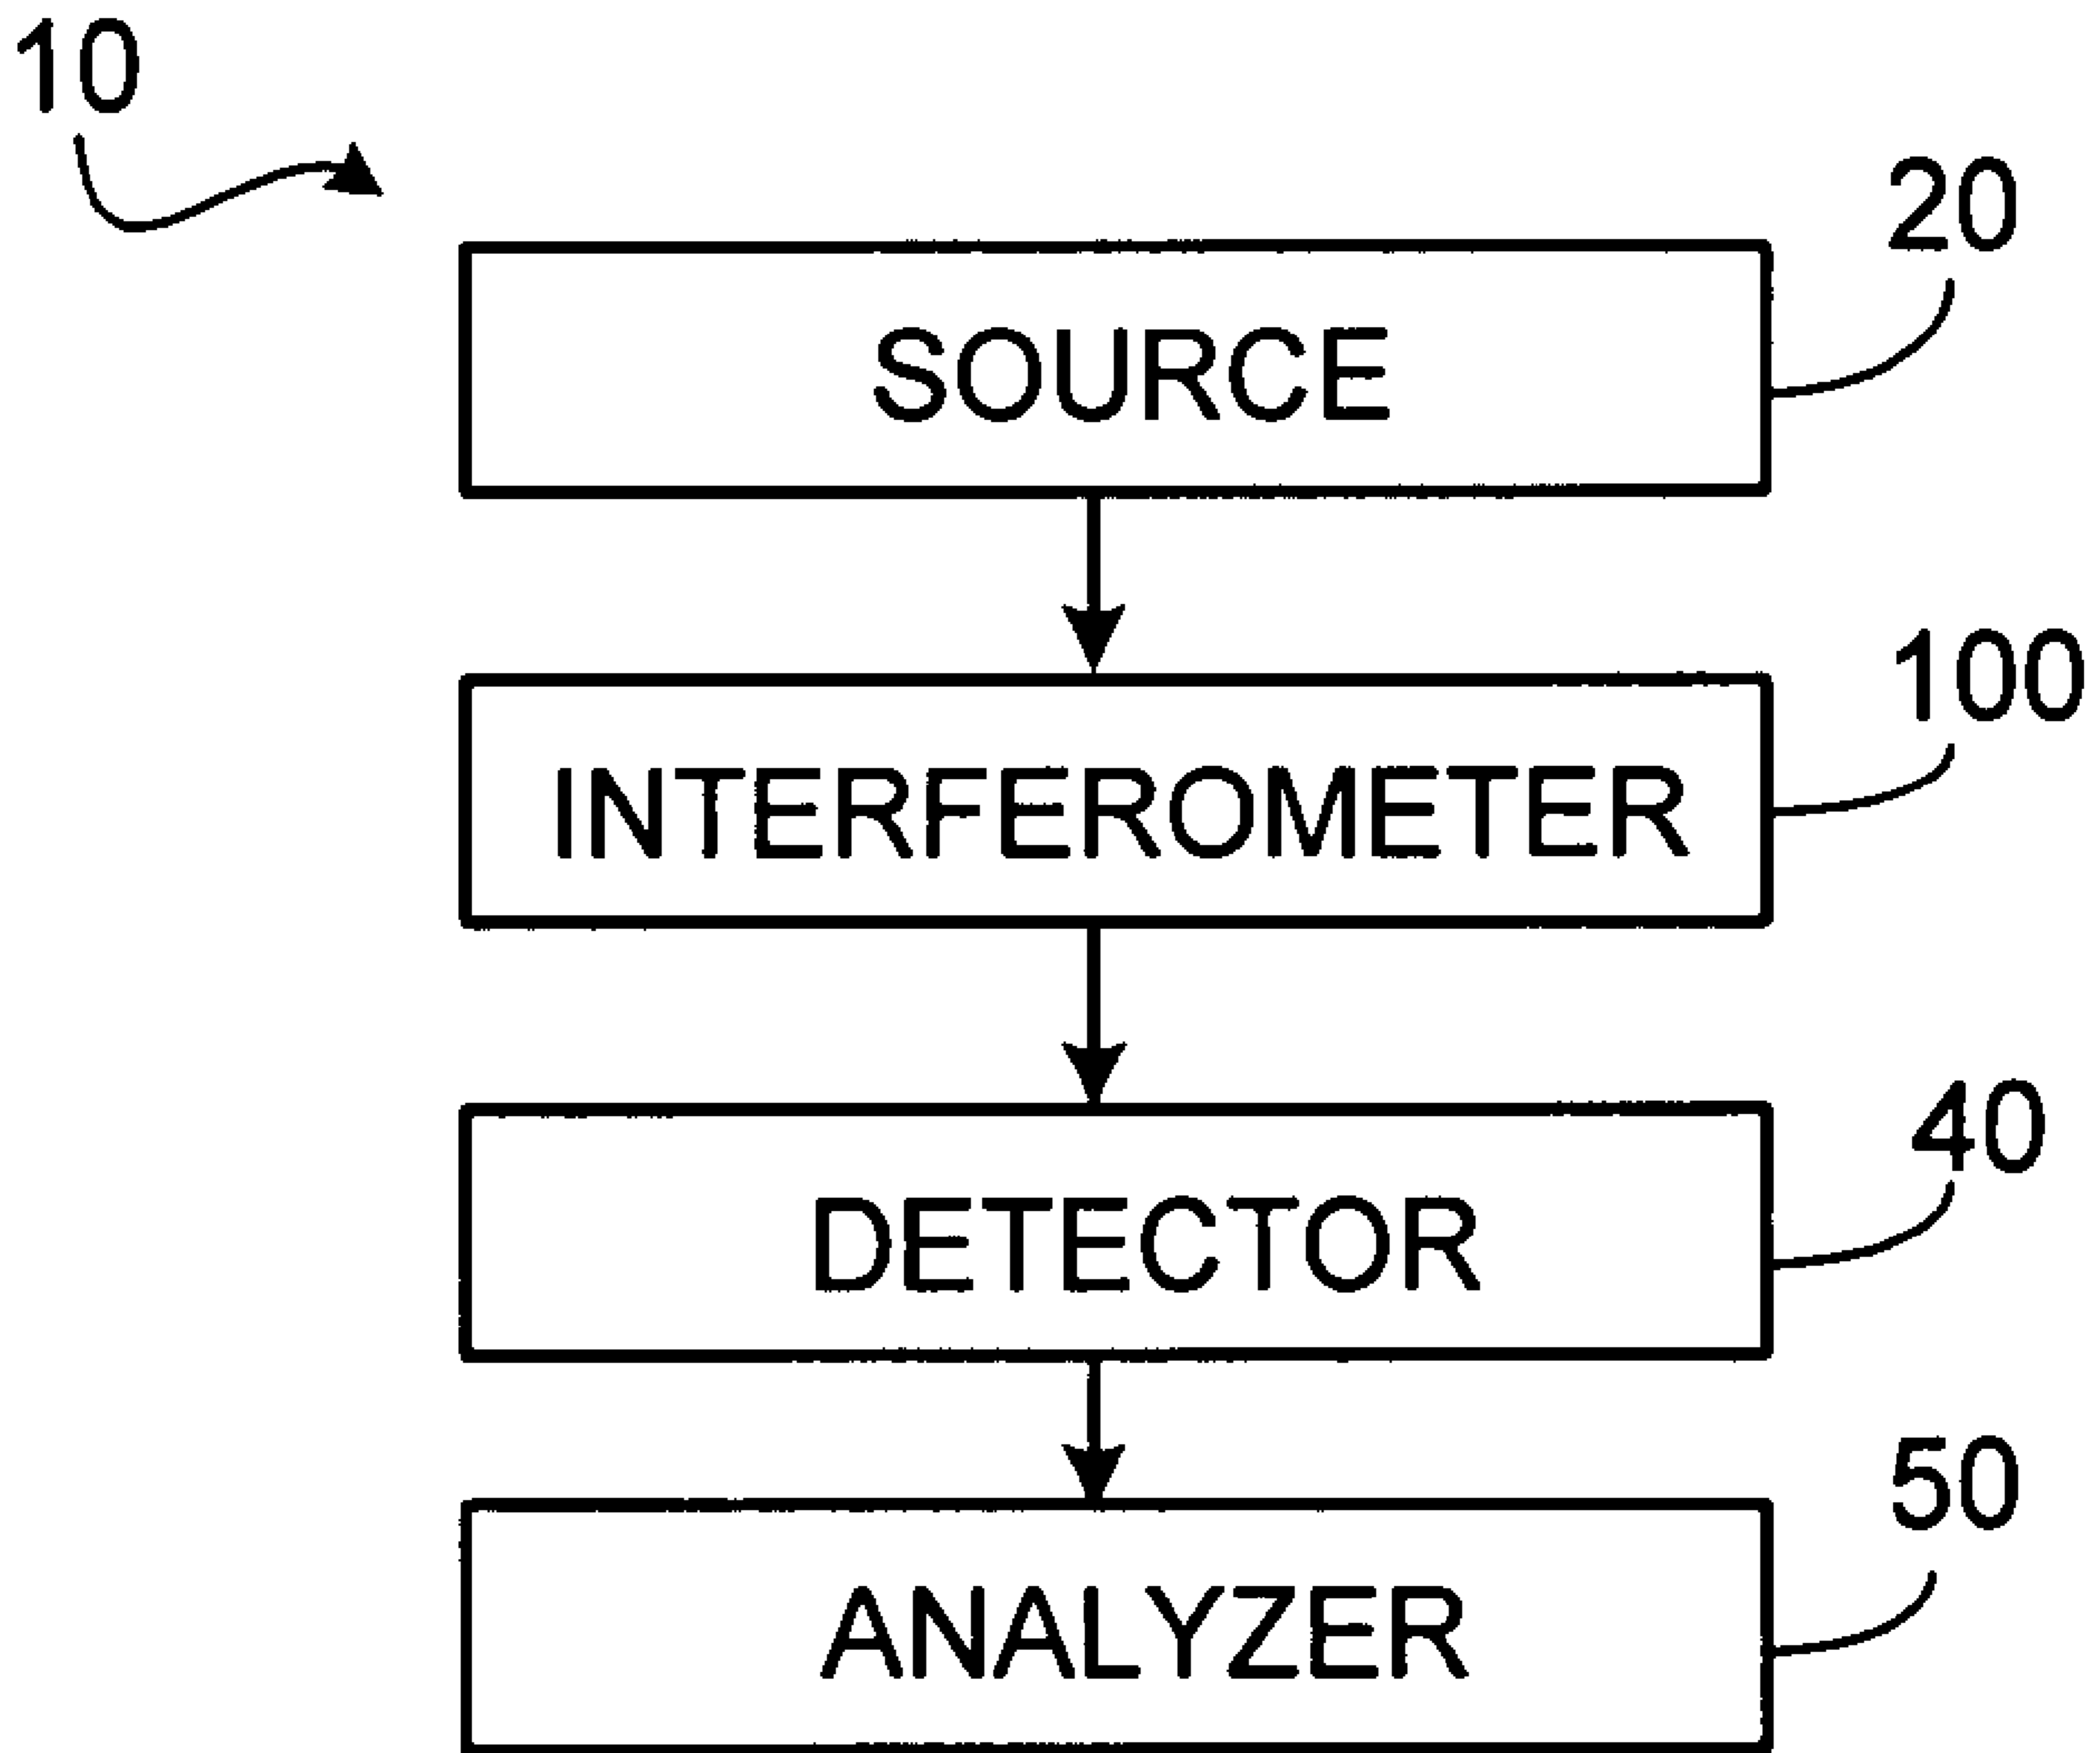 10
20
SOURCE
100
INTERFEROMETER
40
DETECTOR
50
ANALYZER